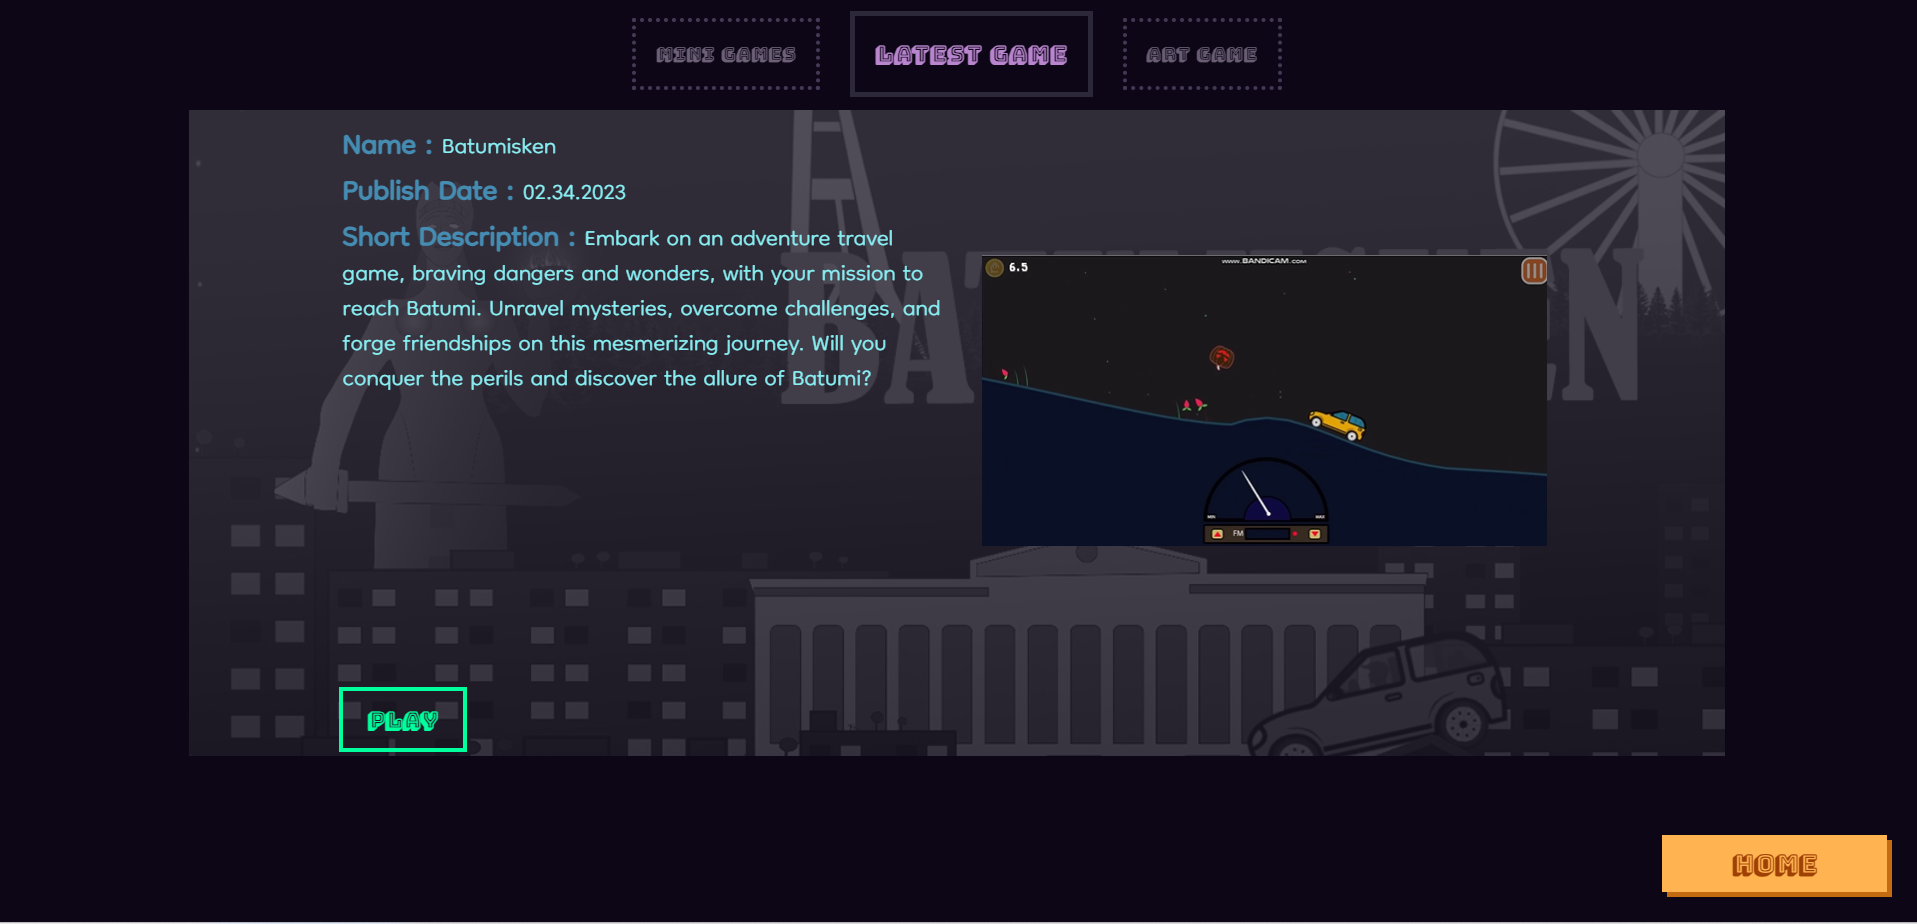 MINI GAMES
LATEST GAME
ART GAME
Name : Batumisken
Publish Date : 02.34.2023
Short Description : Embark on an adventure travel
game, braving dangers and wonders, with your mission to
reach Batumi. Unravel mysteries, overcome challenges, and
forge friendships on this mesmerizing journey. Will you
conquer the perils and discover the allure of Batumi?
6.5
www.BANDICAM.com
MIN
MAX
FM
PLAY
HOME